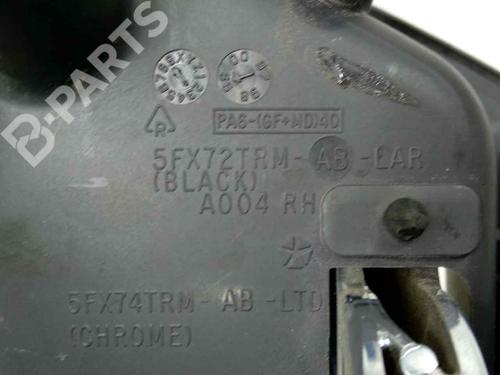 B-PARTS
PA6-(GF+MD)40
R
5FX72TRM-AB-LAR
(BLACK)
A004 RH
5FX74TRM-AB-LTD
(CHROME)